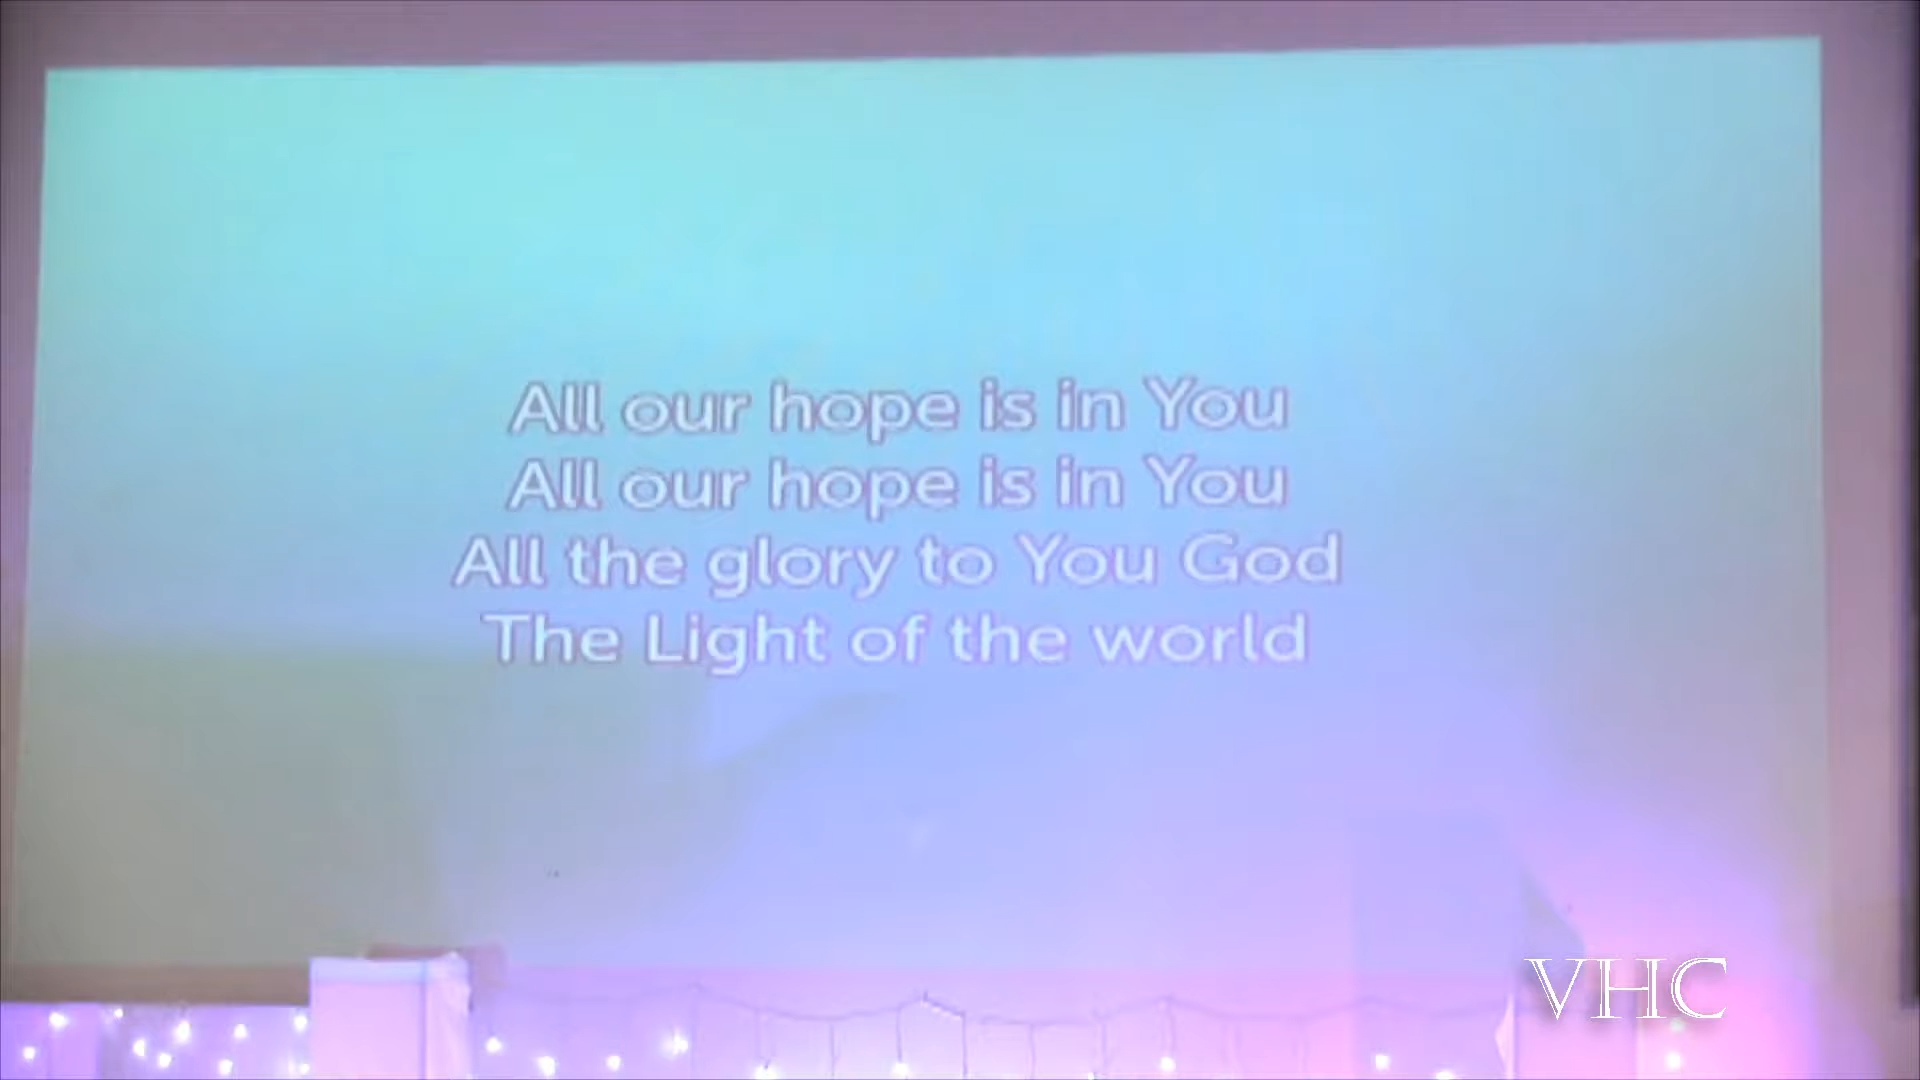 All our hope is in You
All our hope is in You
All the glory to You God
The Light of the world
VHC